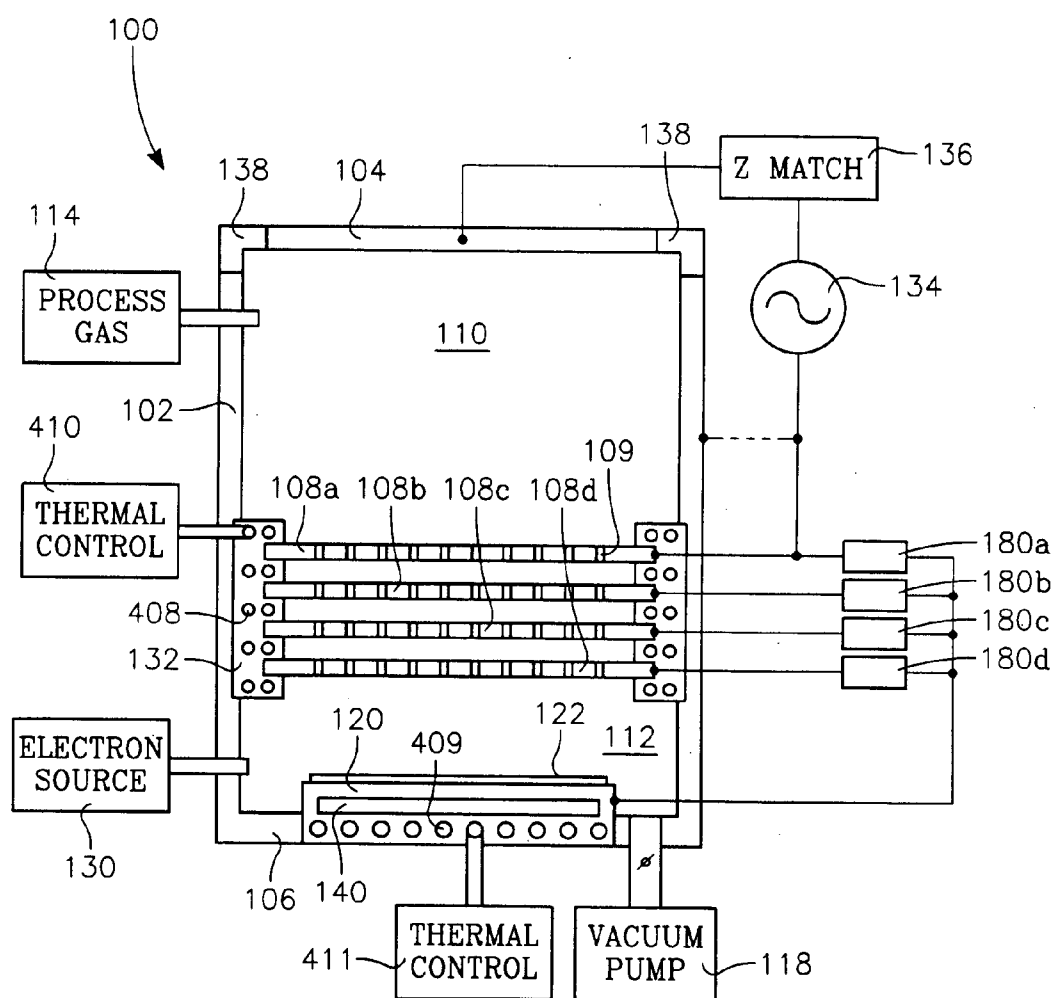 100
138
104
138
Z MATCH
136
114
PROCESS
GAS
134
110
102
410
THERMAL
CONTROL
109
108a
108b
108c
108d
180a
180b
180c
180d
408
132
ELECTRON
SOURCE
120
409
122
112
130
106
140
THERMAL
CONTROL
411
VACUUM
PUMP
118